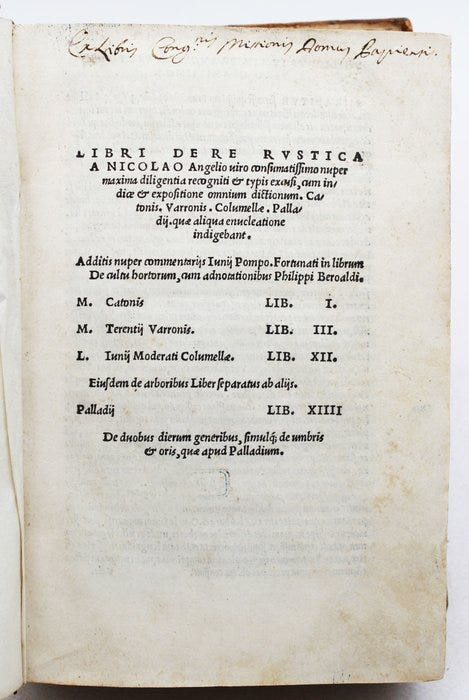 Ex Libris Cong.nis Missionis Domus Papiensis.
LIBRI DE RE RVSTICA
A NICOLAO Angelio uiro consumatissimo nuper
maxima diligentia recogniti & typis excusi, cum in/
dice & expositione omnium dictionum. Ca/
tonis. Varronis. Columellæ. Palla/
dij. quæ aliqua enucleatione
indigebant.
Additis nuper commentarijs Iunij Pompo. Fortunati in librum
De cultu hortorum, cum adnotationibus Philippi Beroaldi.
M. Catonis LIB. I.
M. Terentij Varronis. LIB. III.
L. Iunij Moderati Columellæ. LIB. XII.
Eiusdem de arboribus Liber separatus ab alijs.
Palladij LIB. XIIII
De duobus dierum generibus, simulq; de umbris
& oris, quæ apud Palladium.